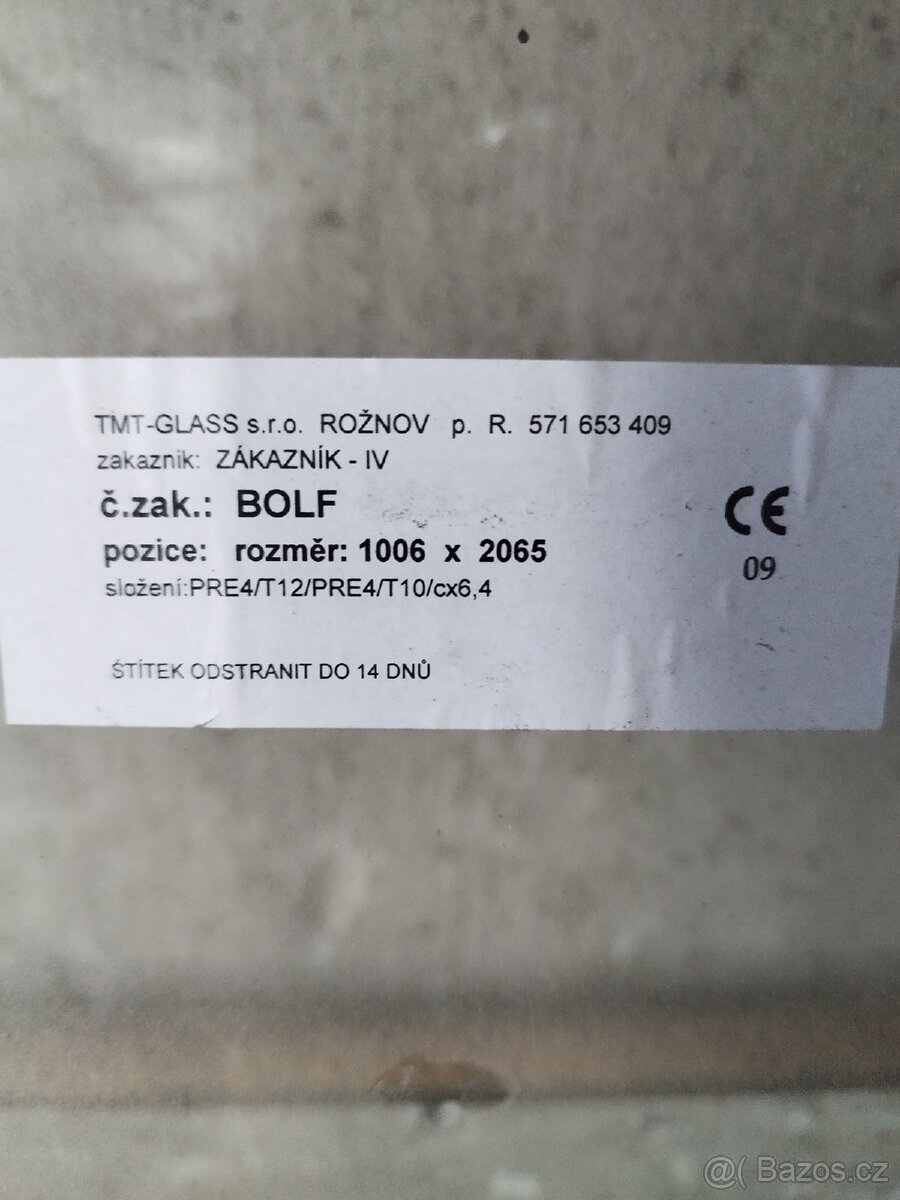 TMT-GLASS s.r.o. ROŽNOV p. R. 571 653 409
zakaznik: ZÁKAZNÍK - IV
č.zak.: BOLF
pozice: rozměr: 1006 x 2065
složení:PRE4/T12/PRE4/T10/cx6,4
CE
09
ŠTÍTEK ODSTRANIT DO 14 DNŮ
@( Bazos.cz